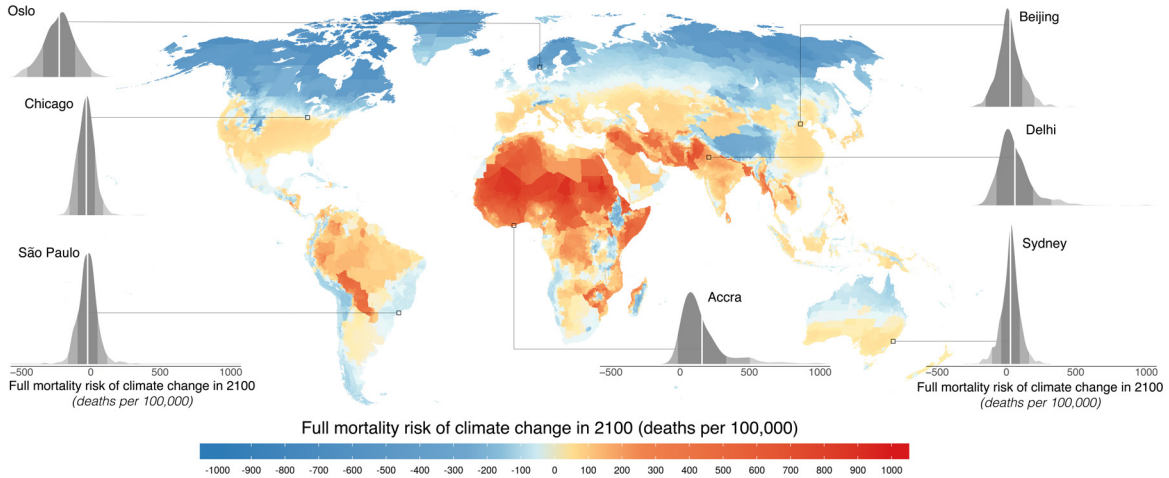 Oslo
Beijing
Chicago
Delhi
São Paulo
Sydney
Accra
-500 0 500 1000
Full mortality risk of climate change in 2100
(deaths per 100,000)
-500 0 500 1000
-500 0 500 1000
Full mortality risk of climate change in 2100
(deaths per 100,000)
Full mortality risk of climate change in 2100 (deaths per 100,000)
-1000 -900 -800 -700 -600 -500 -400 -300 -200 -100 0 100 200 300 400 500 600 700 800 900 1000